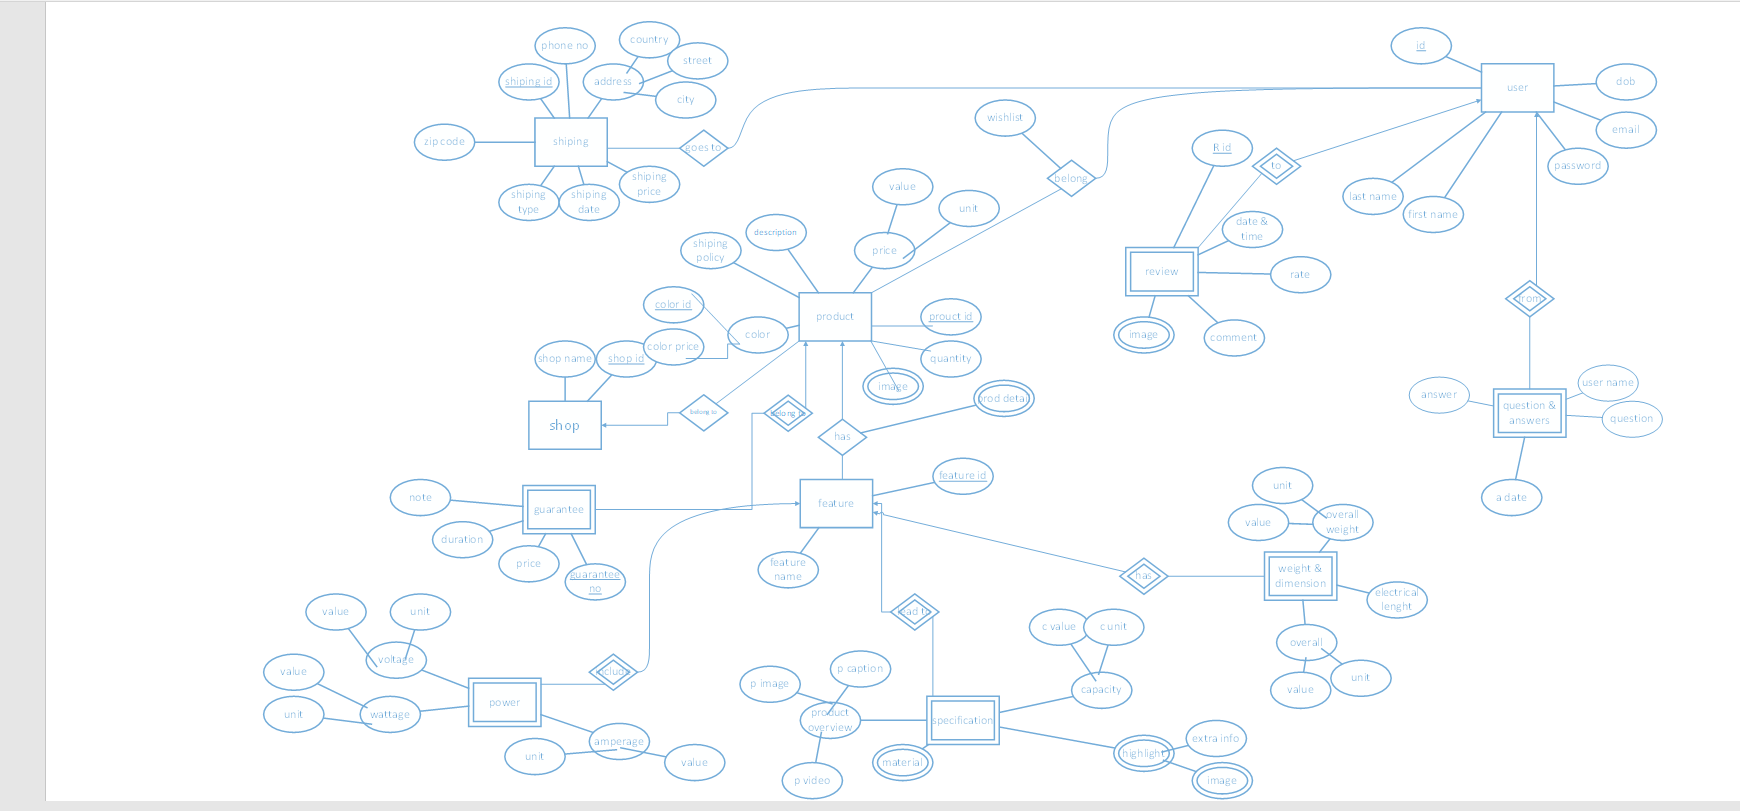 country
phone no
id
street
shiping id
address
dob
user
city
wishlist
email
zip code
shiping
goes to
R id
to
password
belong
shiping
price
value
shiping
type
shiping
date
last name
unit
first name
date &
time
description
shiping
policy
price
review
rate
from
color id
product
prouct id
color
image
comment
color price
shop name
shop id
quantity
user name
image
answer
prod detai
belong to
belong to
question &
answers
question
shop
has
feature id
unit
note
a date
feature
guarantee
value
overall
weight
duration
price
feature
name
guarantee
no
has
weight &
dimension
electrical
lenght
value
unit
c value
c unit
overall
voltage
value
include
p caption
unit
p image
capacity
value
power
unit
wattage
product
overview
specification
extra info
amperage
highlight
unit
value
material
p video
image